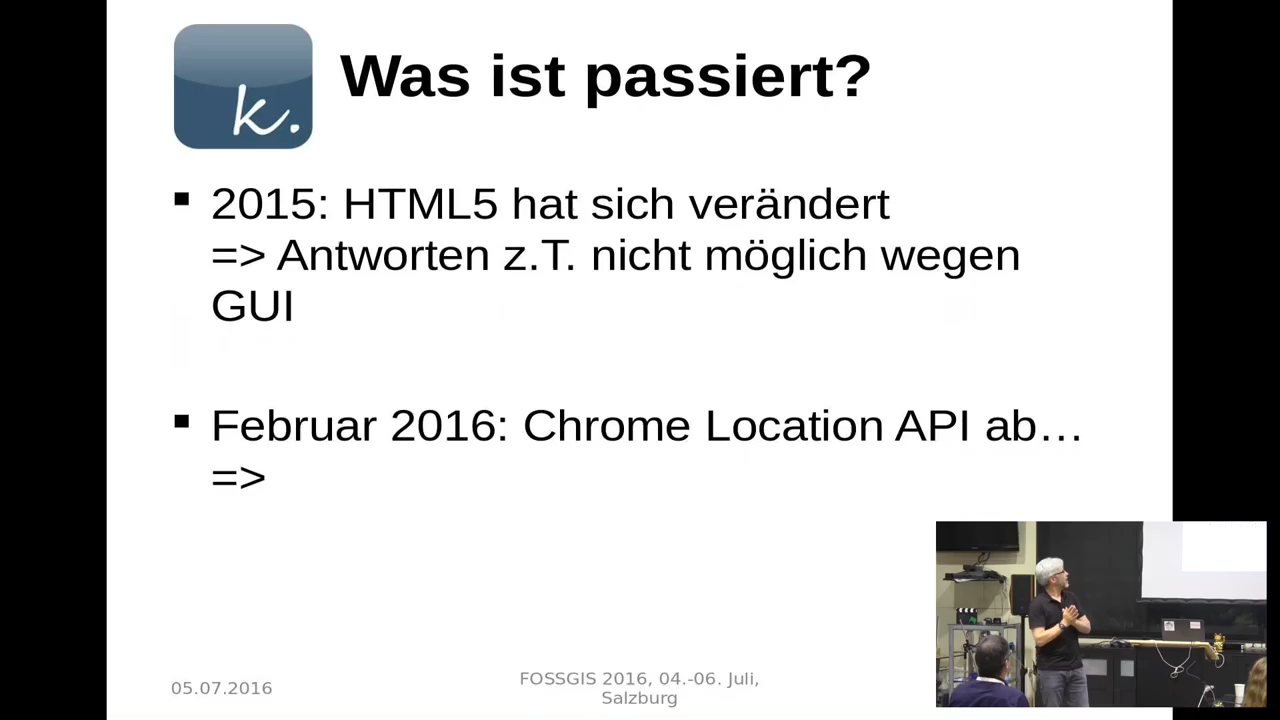 k.
Was ist passiert?
▪ 2015: HTML5 hat sich verändert
=> Antworten z.T. nicht möglich wegen
GUI
▪ Februar 2016: Chrome Location API ab…
=>
05.07.2016
FOSSGIS 2016, 04.-06. Juli,
Salzburg